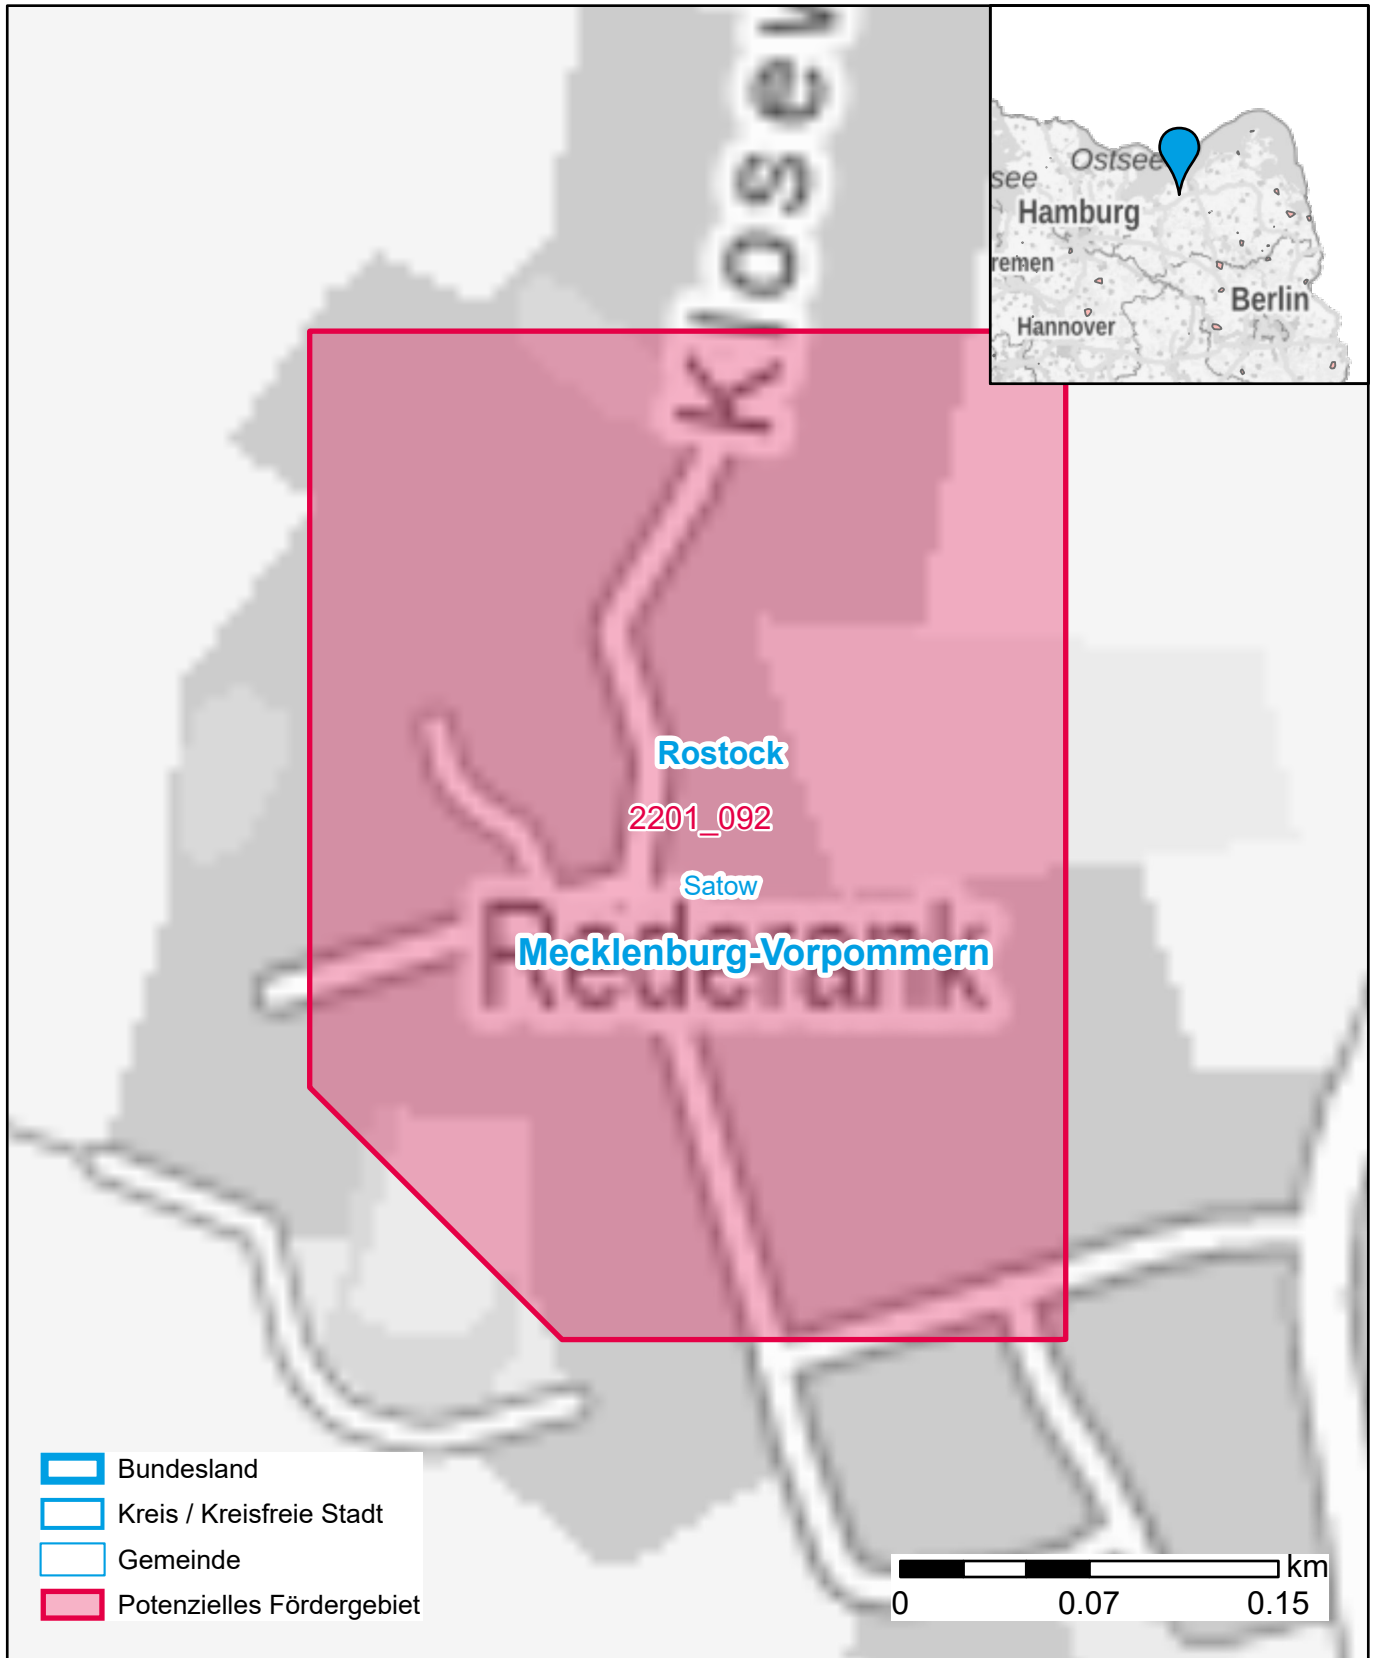 Klosew
Ostsee
see
Hamburg
remen
Hannover
Berlin
Rostock
2201_092
Satow
Rederank
Mecklenburg-Vorpommern
Bundesland
Kreis / Kreisfreie Stadt
Gemeinde
Potenzielles Fördergebiet
km
0 0.07 0.15